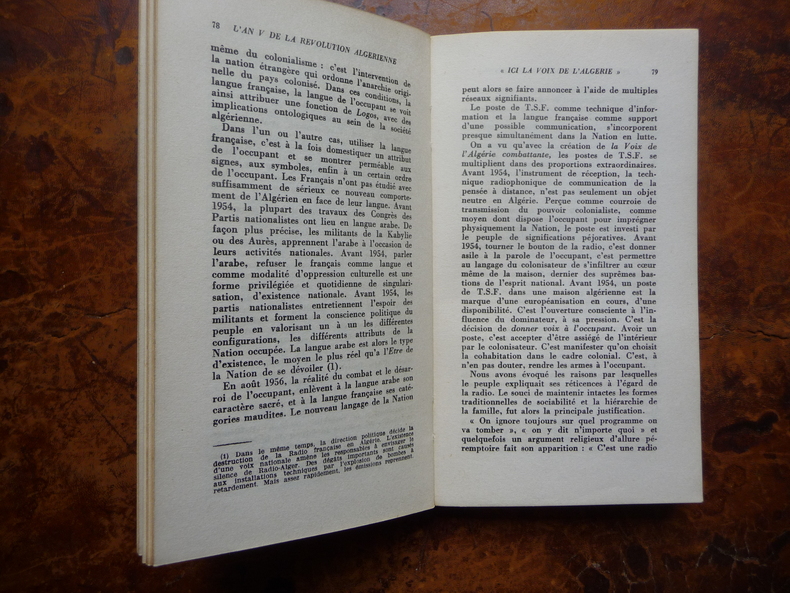 78 L'AN V DE LA REVOLUTION ALGERIENNE
même du colonialisme : c'est l'intervention de
la nation étrangère qui ordonne l'anarchie origi-
nelle du pays colonisé. Dans ces conditions, la
langue française, la langue de l'occupant se voit
ainsi attribuer une fonction de Logos, avec des
implications ontologiques au sein de la société
algérienne.
Dans l'un ou l'autre cas, utiliser la langue
française, c'est à la fois domestiquer un attribut
de l'occupant et se montrer perméable aux
signes, aux symboles, enfin à un certain ordre
de l'occupant. Les Français n'ont pas étudié avec
suffisamment de sérieux ce nouveau comporte-
ment de l'Algérien en face de leur langue. Avant
1954, la plupart des travaux des Congrès des
Partis nationalistes ont lieu en langue arabe. De
façon plus précise, les militants de la Kabylie
ou des Aurès, apprennent l'arabe à l'occasion de
leurs activités nationales. Avant 1954, parler
l'arabe, refuser le français comme langue et
comme modalité d'oppression culturelle est une
forme privilégiée et quotidienne de singulari-
sation, d'existence nationale. Avant 1954, les
partis nationalistes entretiennent l'espoir des
militants et forment la conscience politique du
peuple en valorisant un à un les différentes
configurations, les différents attributs de la
Nation occupée. La langue arabe est alors le type
d'existence, le moyen le plus réel qu'a l'Etre de
la Nation de se dévoiler (1).
En août 1956, la réalité du combat et le désar-
roi de l'occupant, enlèvent à la langue arabe son
caractère sacré, et à la langue française ses caté-
gories maudites. Le nouveau langage de la Nation
(1) Dans le même temps, la direction politique décide la
destruction de la Radio française en Algérie. L'existence
d'une voix nationale amène les responsables à envisager le
silence de Radio-Alger. Des dégâts importants sont causés
aux installations techniques par l'explosion de bombes à
retardement. Mais assez rapidement, les émissions reprennent.
« ICI LA VOIX DE L'ALGERIE » 79
peut alors se faire annoncer à l'aide de multiples
réseaux signifiants.
Le poste de T.S.F. comme technique d'infor-
mation et la langue française comme support
d'une possible communication, s'incorporent
presque simultanément dans la Nation en lutte.
On a vu qu'avec la création de la Voix de
l'Algérie combattante, les postes de T.S.F. se
multiplient dans des proportions extraordinaires.
Avant 1954, l'instrument de réception, la tech-
nique radiophonique de communication de la
pensée à distance, n'est pas seulement un objet
neutre en Algérie. Perçue comme courroie de
transmission du pouvoir colonialiste, comme
moyen dont dispose l'occupant pour imprégner
physiquement la Nation, le poste est investi par
le peuple de significations péjoratives. Avant
1954, tourner le bouton de la radio, c'est donner
asile à la parole de l'occupant, c'est permettre
au langage du colonisateur de s'infiltrer au cœur
même de la maison, dernier des suprêmes bas-
tions de l'esprit national. Avant 1954, un poste
de T.S.F. dans une maison algérienne est la
marque d'une européanisation en cours, d'une
disponibilité. C'est l'ouverture consciente à l'in-
fluence du dominateur, à sa pression. C'est la
décision de donner voix à l'occupant. Avoir un
poste, c'est accepter d'être assiégé de l'intérieur
par le colonisateur. C'est manifester qu'on choisit
la cohabitation dans le cadre colonial. C'est, à
n'en pas douter, rendre les armes à l'occupant.
Nous avons évoqué les raisons par lesquelles
le peuple expliquait ses réticences à l'égard de
la radio. Le souci de maintenir intactes les formes
traditionnelles de sociabilité et la hiérarchie de
la famille, fut alors la principale justification.
« On ignore toujours sur quel programme on
va tomber », « on y dit n'importe quoi » et
quelquefois un argument religieux d'allure pé-
remptoire fait son apparition : « C'est une radio